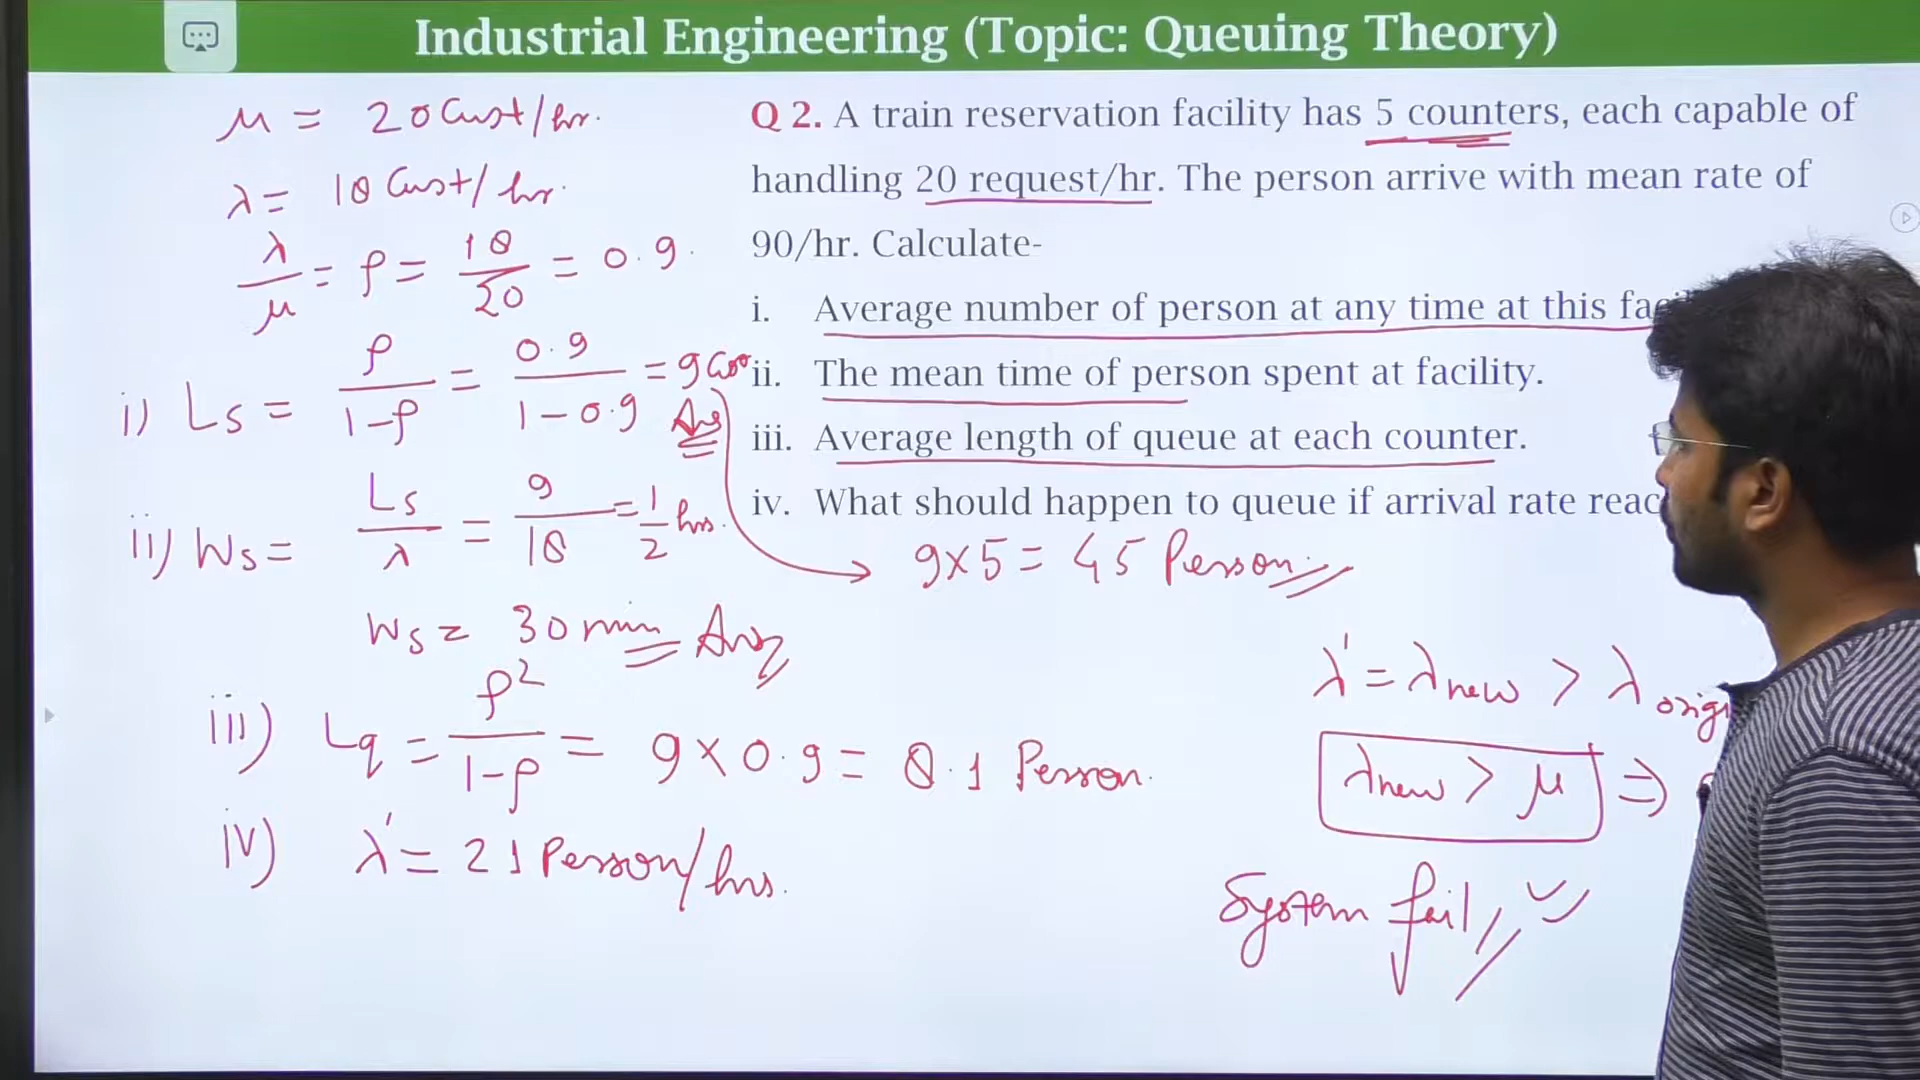 Industrial Engineering (Topic: Queuing Theory)
μ = 20 Cust/hr.
λ = 18 Cust/hr.
λ/μ = ρ = 18/20 = 0.9.
i) Ls = ρ/1-ρ = 0.9/1-0.9 = 9
Ans
ii) Ws = Ls/λ = 9/18 = 1/2 hrs.
Ws = 30 min Ans
iii) Lq = ρ²/1-ρ = 9×0.9 = 8.1 Person.
iv) λ' = 21 Person/hrs.
Q 2. A train reservation facility has 5 counters, each capable of
handling 20 request/hr. The person arrive with mean rate of
90/hr. Calculate-
i. Average number of person at any time at this
ii. The mean time of person spent at facility.
iii. Average length of queue at each counter.
iv. What should happen to queue if arrival rate
9×5 = 45 Person
λ' = λnew > λ
λnew > μ ⇒
System fail